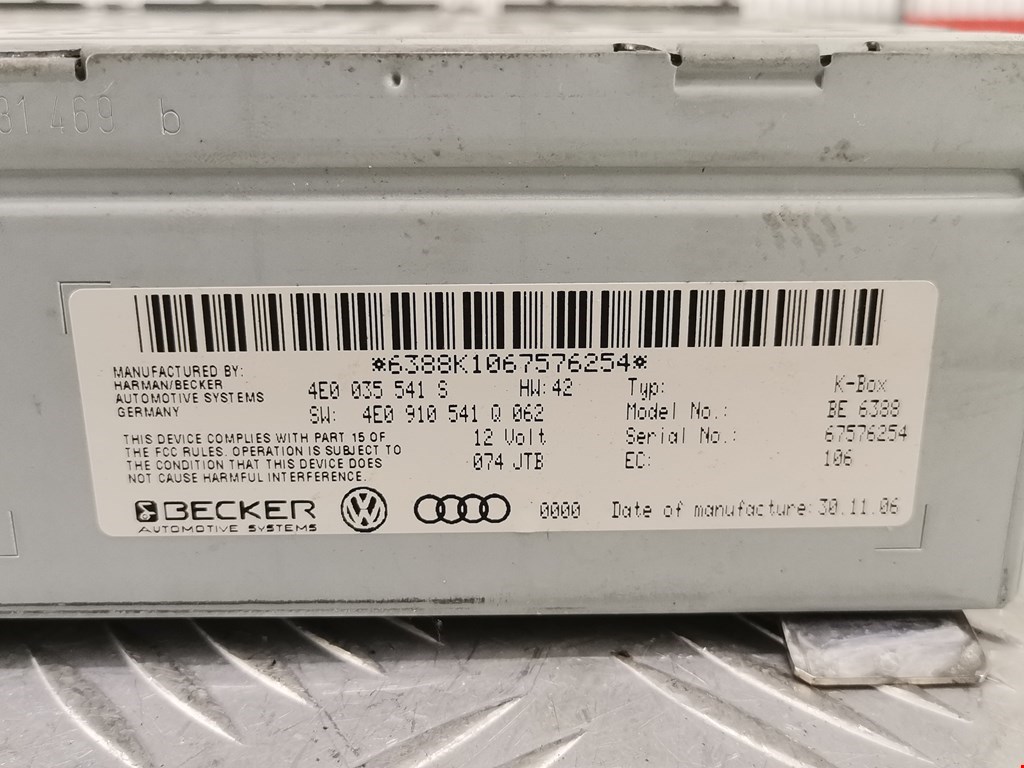 81.469 b
*6388K1067576254*
MANUFACTURED BY:
HARMAN/BECKER
AUTOMOTIVE SYSTEMS
GERMANY
4E0 035 541 S HW: 42
SW: 4E0 910 541 Q 062
12 Volt
074 JTB
Typ: K-Box
Model No.: BE 6388
Serial No.: 67576254
EC: 106
THIS DEVICE COMPLIES WITH PART 15 OF
THE FCC RULES. OPERATION IS SUBJECT TO
THE CONDITION THAT THIS DEVICE DOES
NOT CAUSE HARMFUL INTERFERENCE.
BECKER
AUTOMOTIVE SYSTEMS
VW
0000
Date of manufacture: 30.11.06